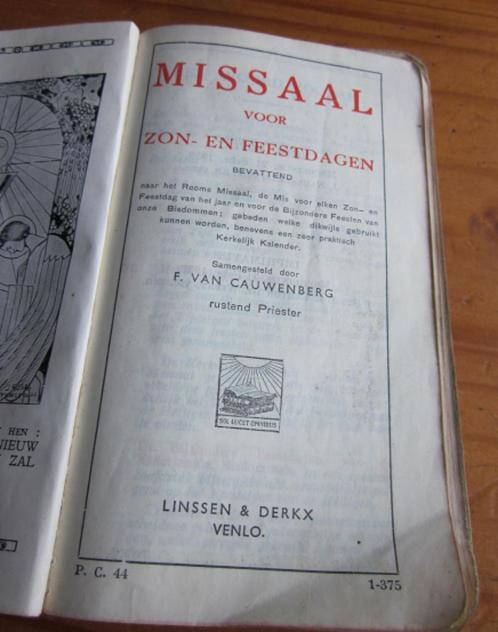 HEN :
NIEUW
ZAL
MISSAAL
VOOR
ZON- EN FEESTDAGEN
BEVATTEND
naar het Rooms Missaal, de Mis voor elken Zon- en
Feestdag van het jaar en voor de Bijzondere Feesten van
onze Bisdommen; gebeden welke dikwijls gebruikt
kunnen worden, benevens een zeer praktisch
Kerkelijk Kalender.
Samengesteld door
F. VAN CAUWENBERG
rustend Priester
SOL LUCET OMNIBUS
LINSSEN & DERKX
VENLO.
P. C. 44
1-375